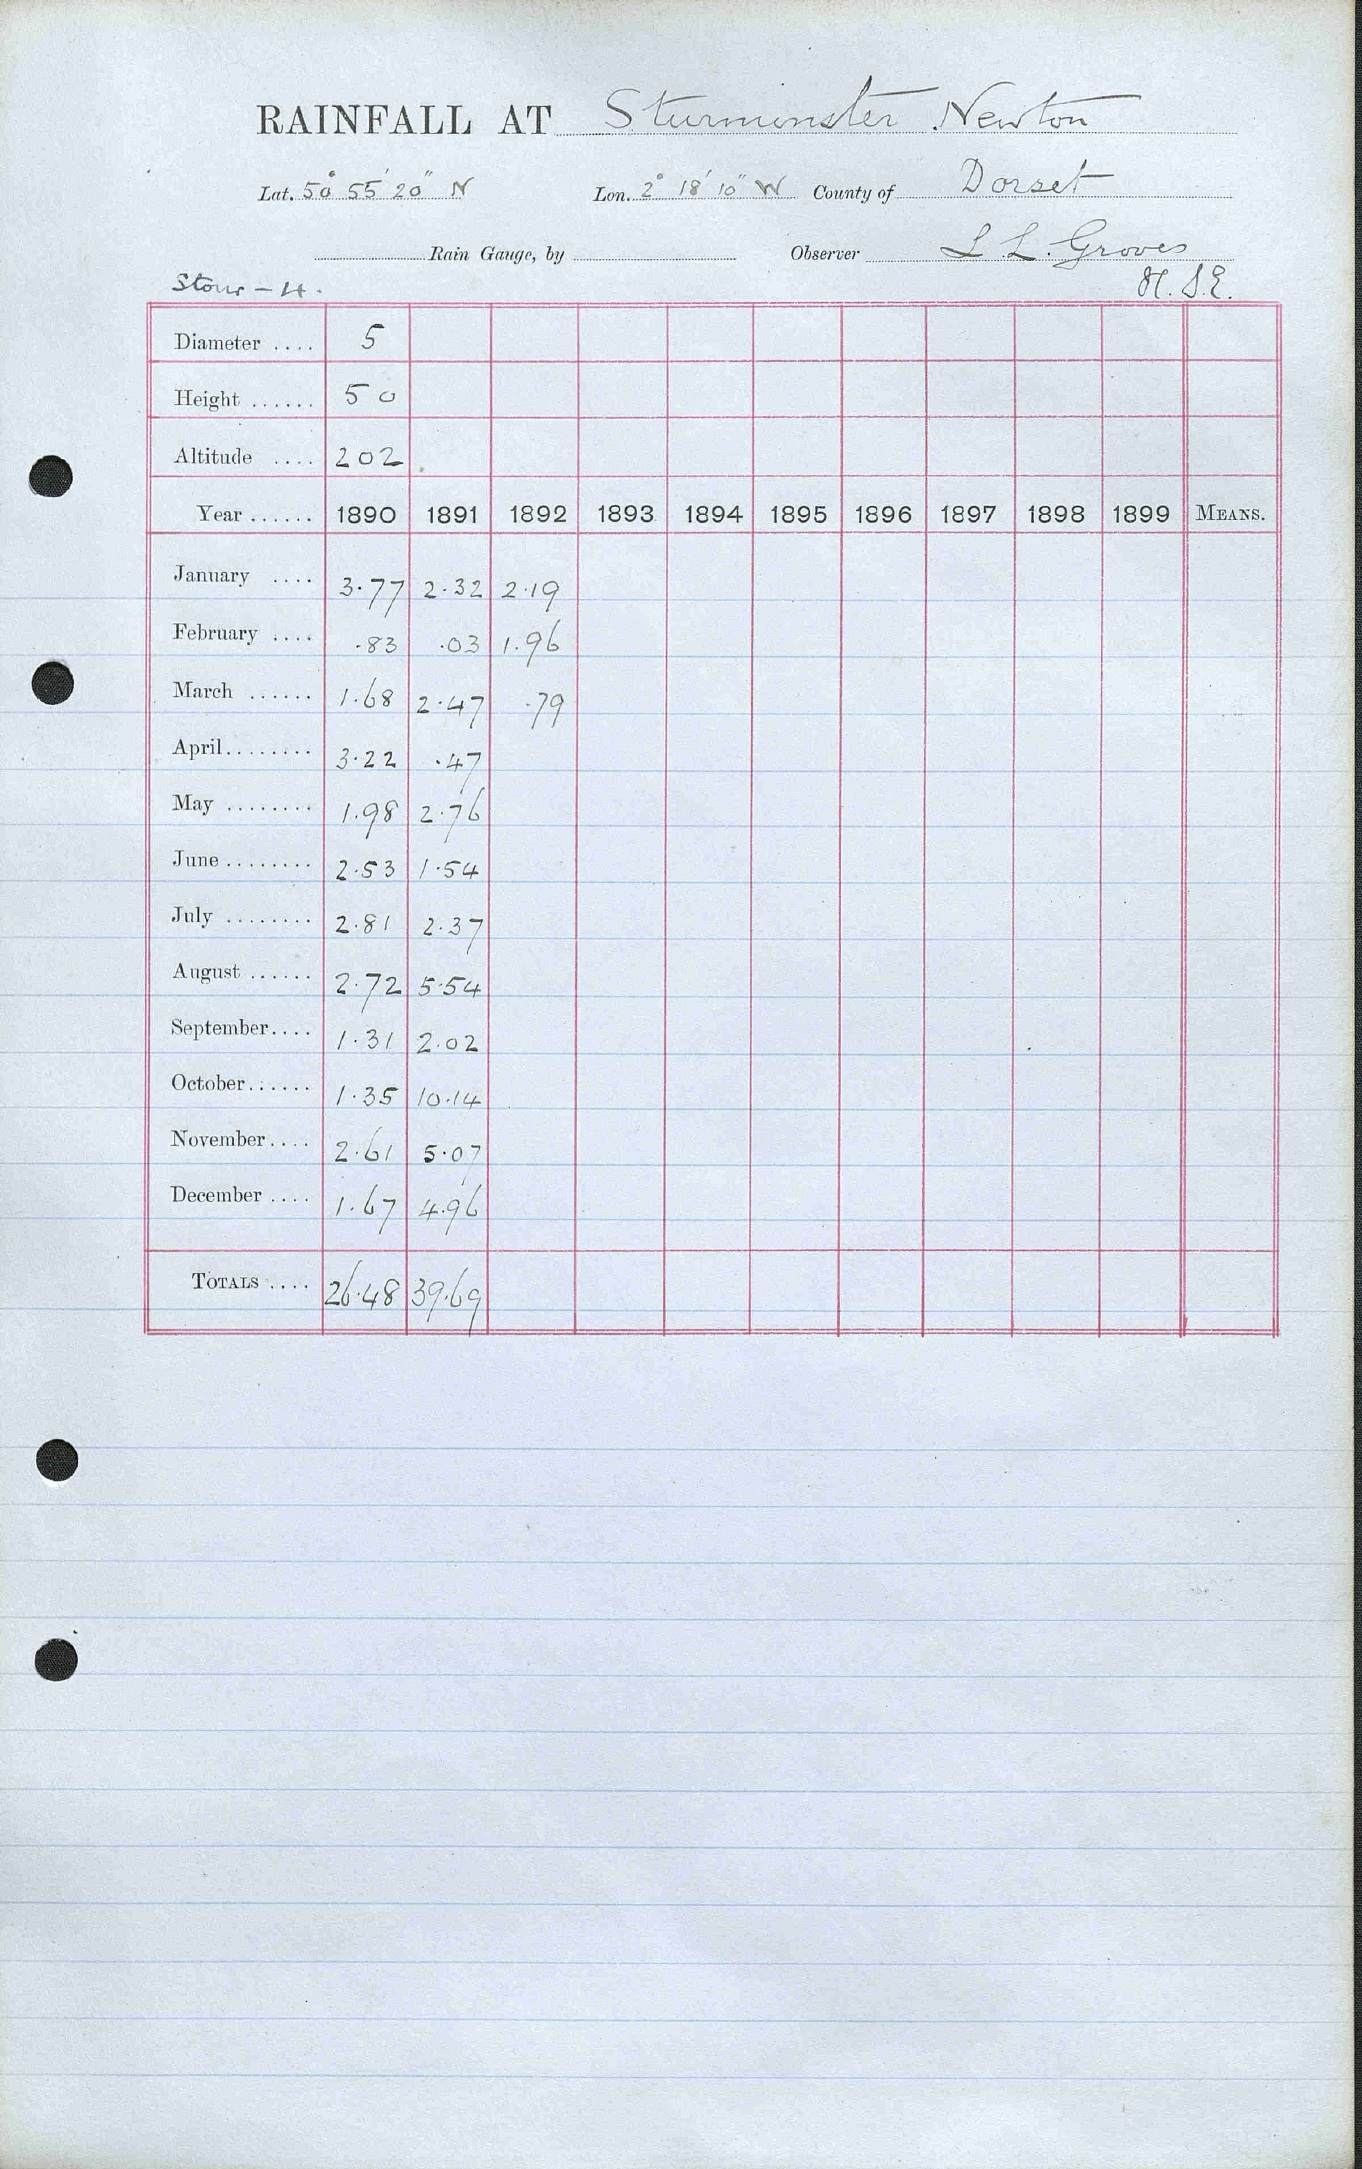 RAINFALL AT Sturminster Newton
Lat. 50° 55' 20" N Lon. 2° 18' 10" W County of Dorset
Rain Gauge, by Observer L. L. Groves
Stour - 4. H. S.E.
Diameter .... 5
Height ...... 50
Altitude .... 202
Year ...... 1890 1891 1892 1893 1894 1895 1896 1897 1898 1899 MEANS.
January .... 3.77 2.32 2.19
February .... .83 .03 1.96
March ...... 1.68 2.47 .79
April........ 3.22 .47
May ........ 1.98 2.76
June ........ 2.53 1.54
July ........ 2.81 2.37
August ...... 2.72 5.54
September.... 1.31 2.02
October...... 1.35 10.14
November.... 2.61 5.07
December .... 1.67 4.96
TOTALS .... 26.48 39.69